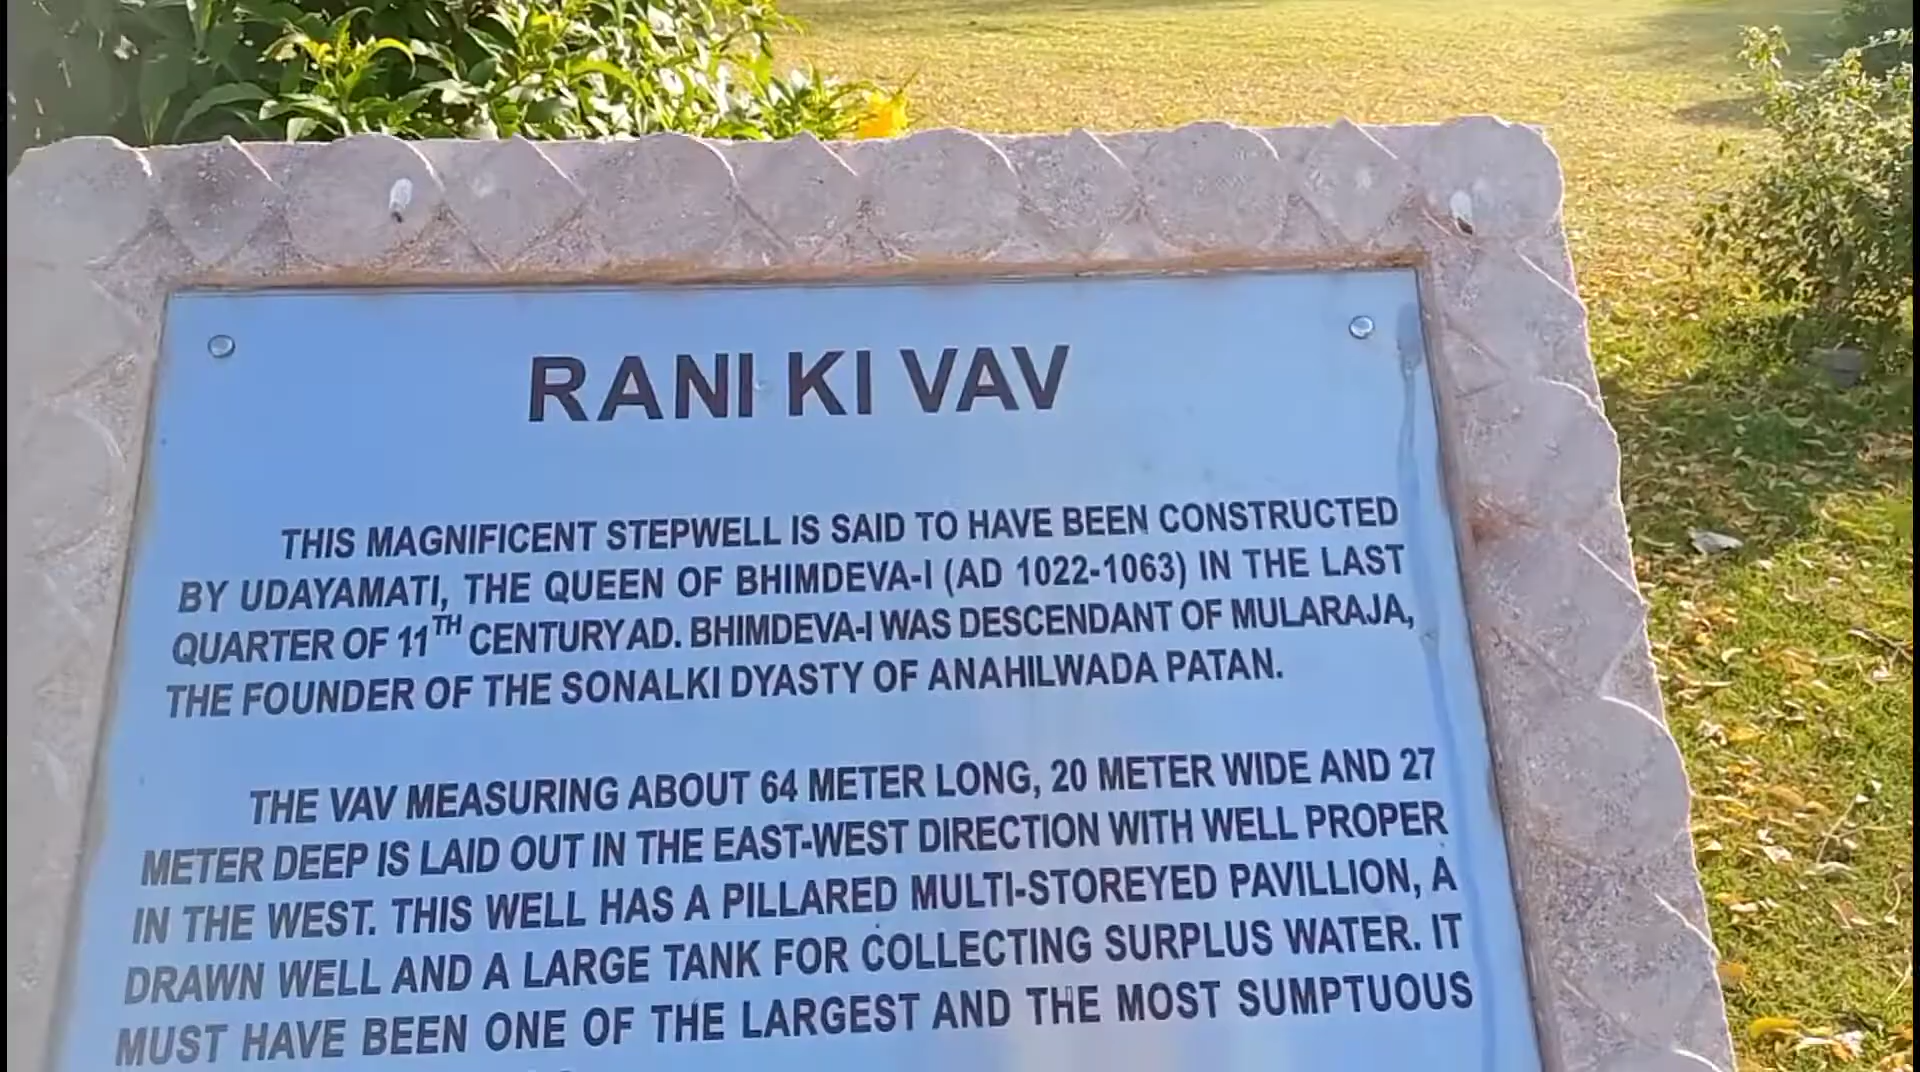 RANI KI VAV
THIS MAGNIFICENT STEPWELL IS SAID TO HAVE BEEN CONSTRUCTED
BY UDAYAMATI, THE QUEEN OF BHIMDEVA-I (AD 1022-1063) IN THE LAST
QUARTER OF 11TH CENTURY AD. BHIMDEVA-I WAS DESCENDANT OF MULARAJA,
THE FOUNDER OF THE SONALKI DYASTY OF ANAHILWADA PATAN.
THE VAV MEASURING ABOUT 64 METER LONG, 20 METER WIDE AND 27
METER DEEP IS LAID OUT IN THE EAST-WEST DIRECTION WITH WELL PROPER
IN THE WEST. THIS WELL HAS A PILLARED MULTI-STOREYED PAVILLION, A
DRAWN WELL AND A LARGE TANK FOR COLLECTING SURPLUS WATER. IT
MUST HAVE BEEN ONE OF THE LARGEST AND THE MOST SUMPTUOUS